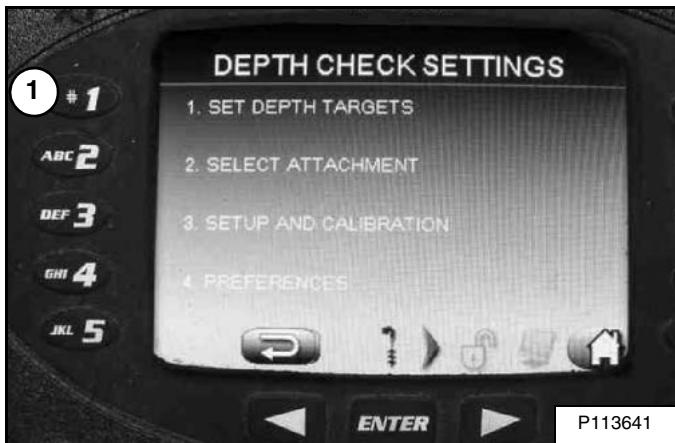 DEPTH CHECK SETTINGS
1
# 1
1. SET DEPTH TARGETS
ABC 2
2. SELECT ATTACHMENT
DEF 3
3. SETUP AND CALIBRATION
GHI 4
4. PREFERENCES
JKL 5
ENTER
P113641